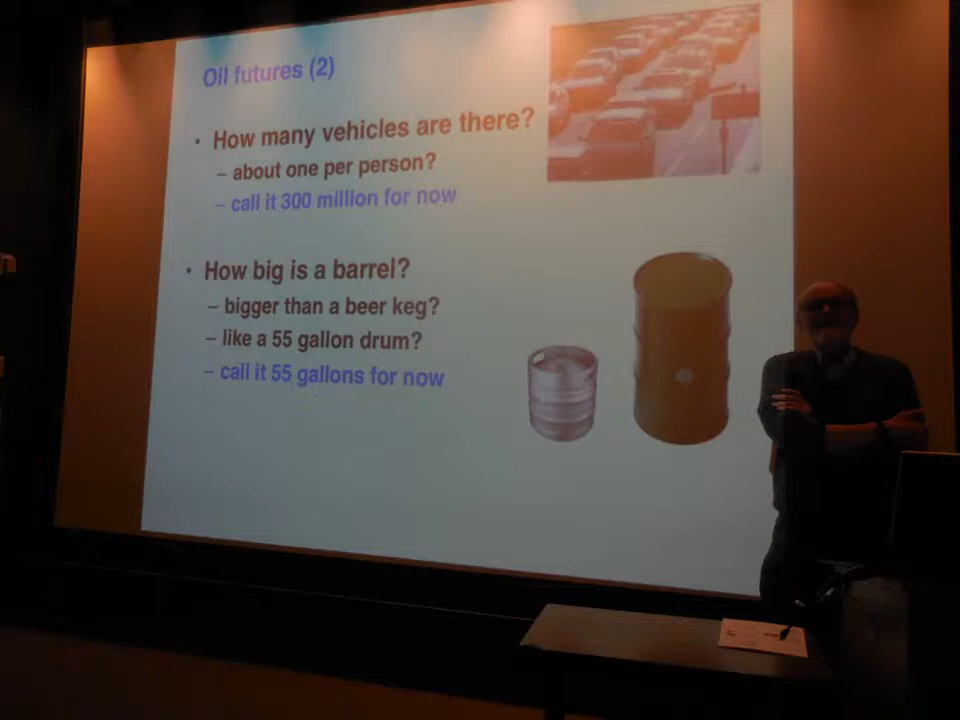 Oil futures (2)
• How many vehicles are there?
– about one per person?
– call it 300 million for now
• How big is a barrel?
– bigger than a beer keg?
– like a 55 gallon drum?
– call it 55 gallons for now